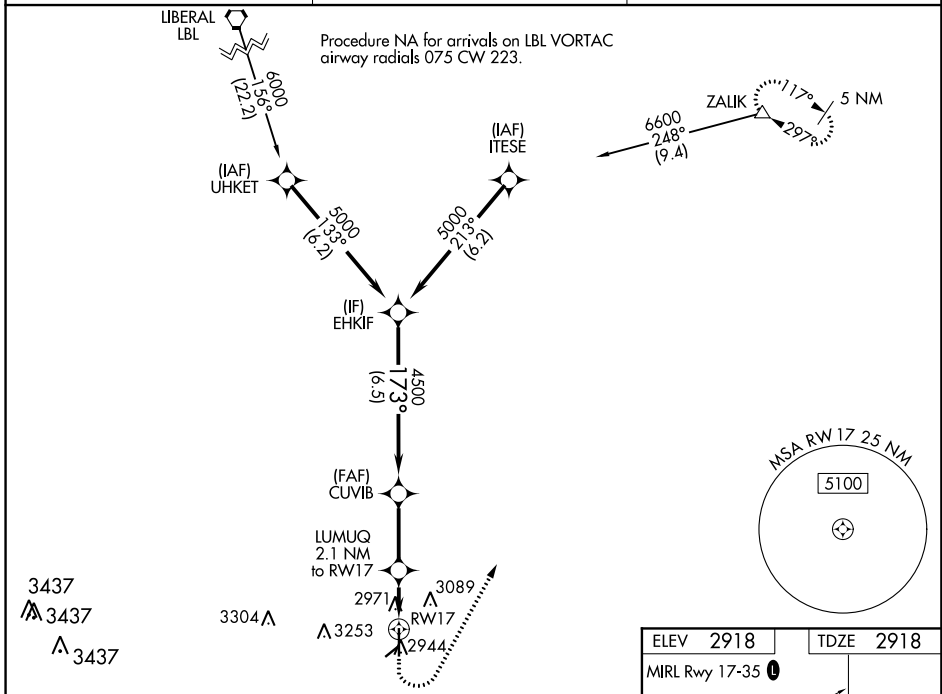 LIBERAL
LBL
Procedure NA for arrivals on LBL VORTAC
airway radials 075 CW 223.
6000
156°
(22.2)
ZALIK
117°
5 NM
297°
6600
248°
(9.4)
(IAF)
UHKET
(IAF)
ITESE
5000
133°
(6.2)
5000
213°
(6.2)
(IF)
EHKIF
4500
173°
(6.5)
MSA RW 17 25 NM
5100
(FAF)
CUVIB
LUMUQ
2.1 NM
to RW17
3437
3437
3437
3304
3253
2971
3089
RW17
2944
ELEV 2918
TDZE 2918
MIRL Rwy 17-35 L